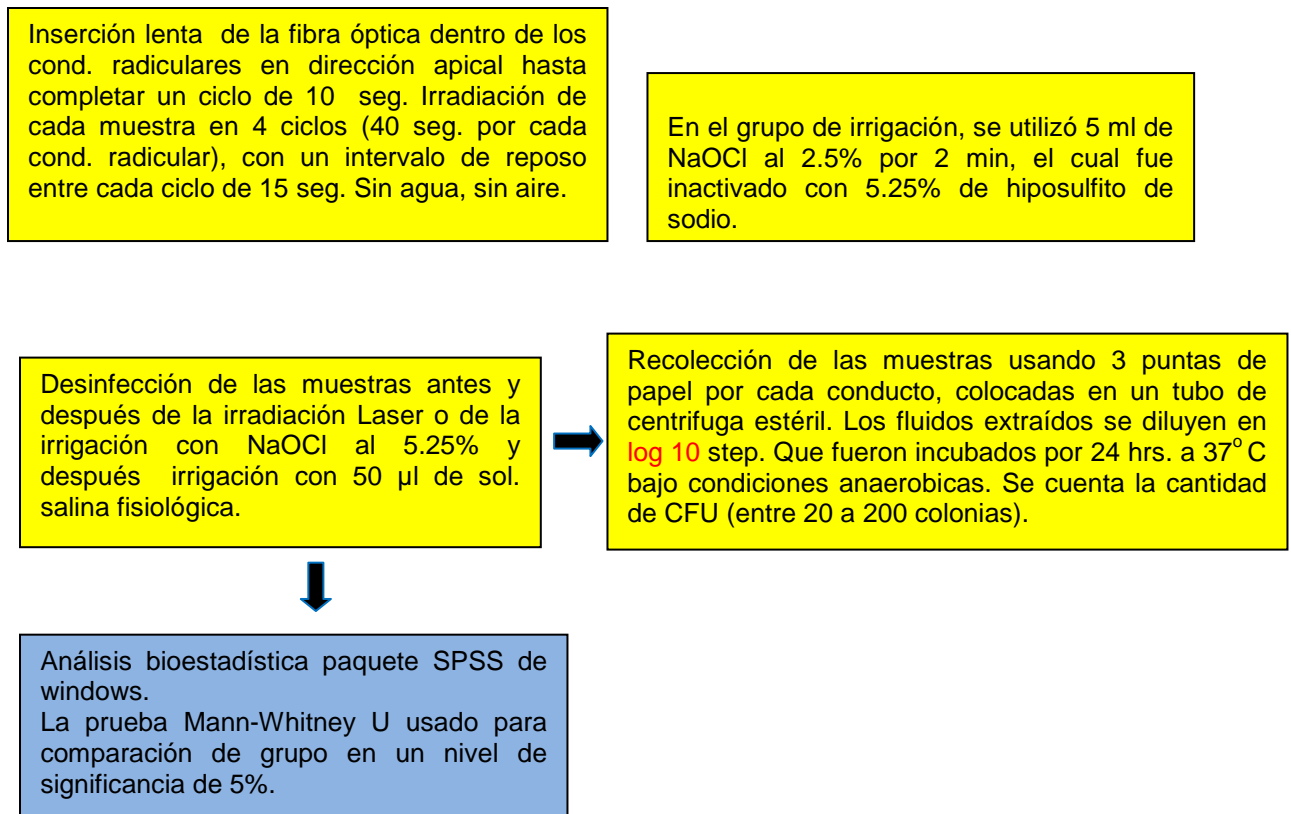 Inserción lenta de la fibra óptica dentro de los
cond. radiculares en dirección apical hasta
completar un ciclo de 10 seg. Irradiación de
cada muestra en 4 ciclos (40 seg. por cada
cond. radicular), con un intervalo de reposo
entre cada ciclo de 15 seg. Sin agua, sin aire.
En el grupo de irrigación, se utilizó 5 ml de
NaOCl al 2.5% por 2 min, el cual fue
inactivado con 5.25% de hiposulfito de
sodio.
Desinfección de las muestras antes y
después de la irradiación Laser o de la
irrigación con NaOCl al 5.25% y
después irrigación con 50 µl de sol.
salina fisiológica.
Recolección de las muestras usando 3 puntas de
papel por cada conducto, colocadas en un tubo de
centrifuga estéril. Los fluidos extraídos se diluyen en
log 10 step. Que fueron incubados por 24 hrs. a 37° C
bajo condiciones anaerobicas. Se cuenta la cantidad
de CFU (entre 20 a 200 colonias).
Análisis bioestadística paquete SPSS de
windows.
La prueba Mann-Whitney U usado para
comparación de grupo en un nivel de
significancia de 5%.